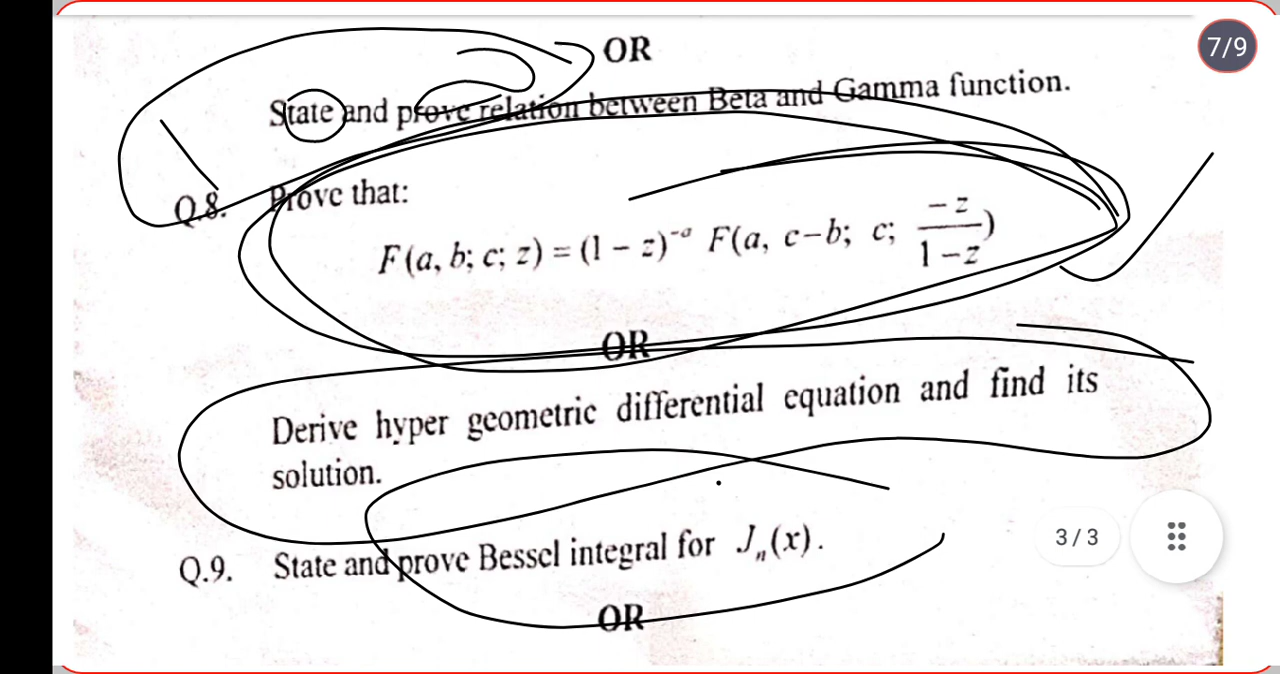 7/9
OR
State and prove relation between Beta and Gamma function.
Q.8. Prove that:
F(a, b; c; z) = (1 – z)⁻ᵃ F(a, c–b; c; –z/1–z)
OR
Derive hyper geometric differential equation and find its
solution.
Q.9. State and prove Bessel integral for Jₙ(x).
3 / 3
OR